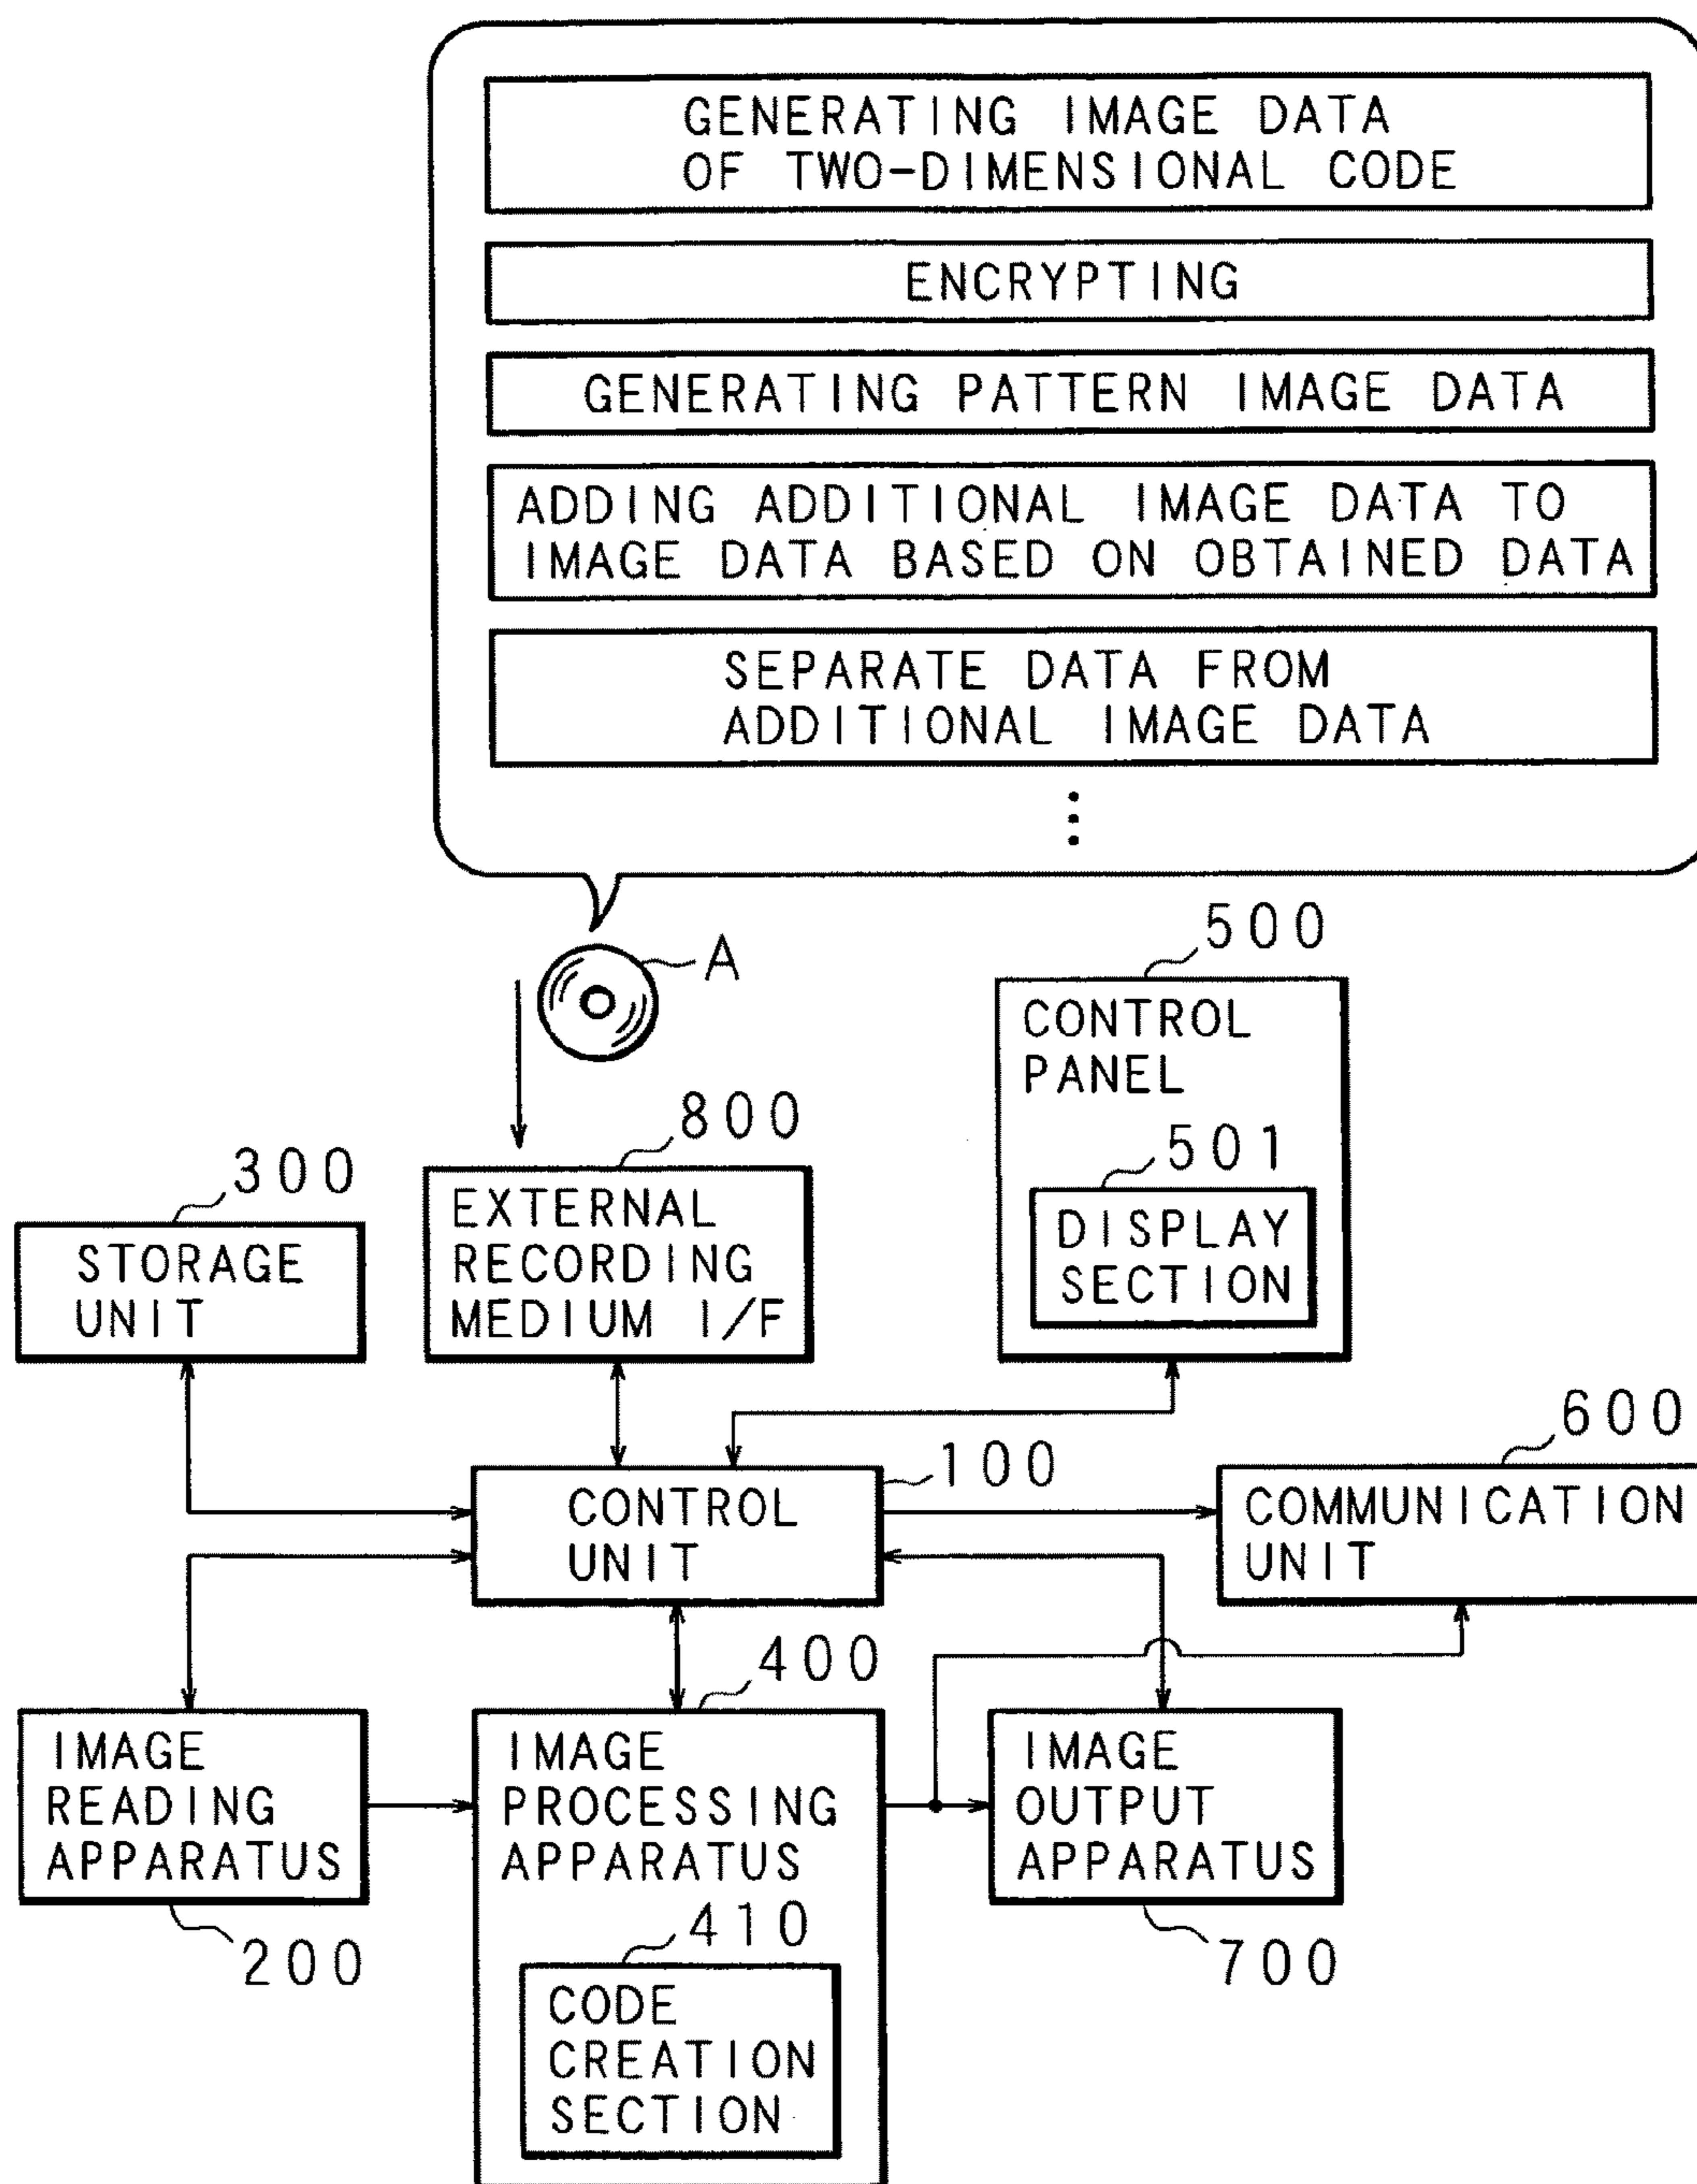 GENERATING IMAGE DATA
OF TWO-DIMENSIONAL CODE
ENCRYPTING
GENERATING PATTERN IMAGE DATA
ADDING ADDITIONAL IMAGE DATA TO
IMAGE DATA BASED ON OBTAINED DATA
SEPARATE DATA FROM
ADDITIONAL IMAGE DATA
A
500
CONTROL
PANEL
501
DISPLAY
SECTION
800
EXTERNAL
RECORDING
MEDIUM I/F
300
STORAGE
UNIT
100
CONTROL
UNIT
600
COMMUNICATION
UNIT
IMAGE
READING
APPARATUS
200
400
IMAGE
PROCESSING
APPARATUS
410
CODE
CREATION
SECTION
IMAGE
OUTPUT
APPARATUS
700